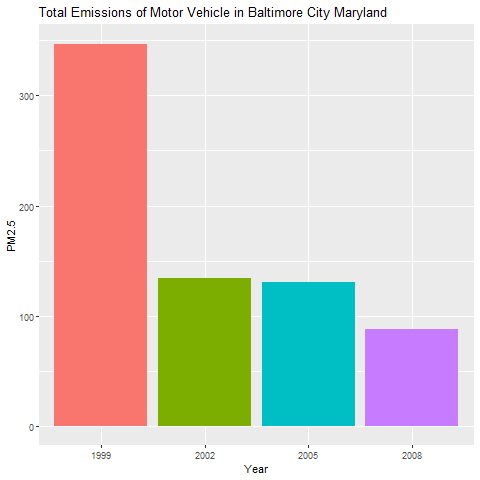 Total Emissions of Motor Vehicle in Baltimore City Maryland
PM2.5
300
200
100
0
1999 2002 2005 2008
Year